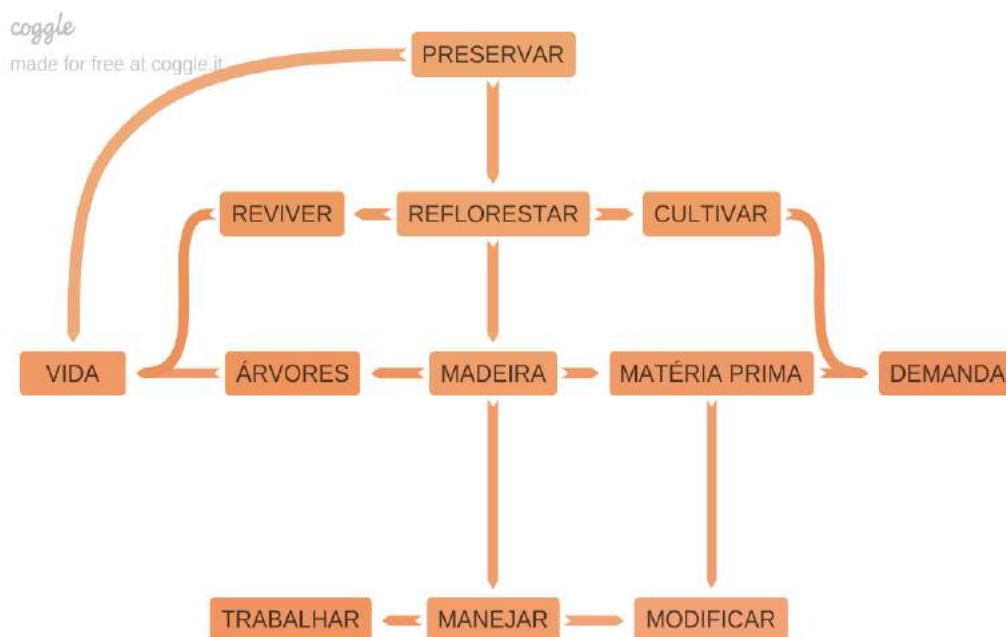 coggle
made for free at coggle.it
PRESERVAR
REVIVER
REFLORESTAR
CULTIVAR
VIDA
ÁRVORES
MADEIRA
MATÉRIA PRIMA
DEMANDA
TRABALHAR
MANEJAR
MODIFICAR